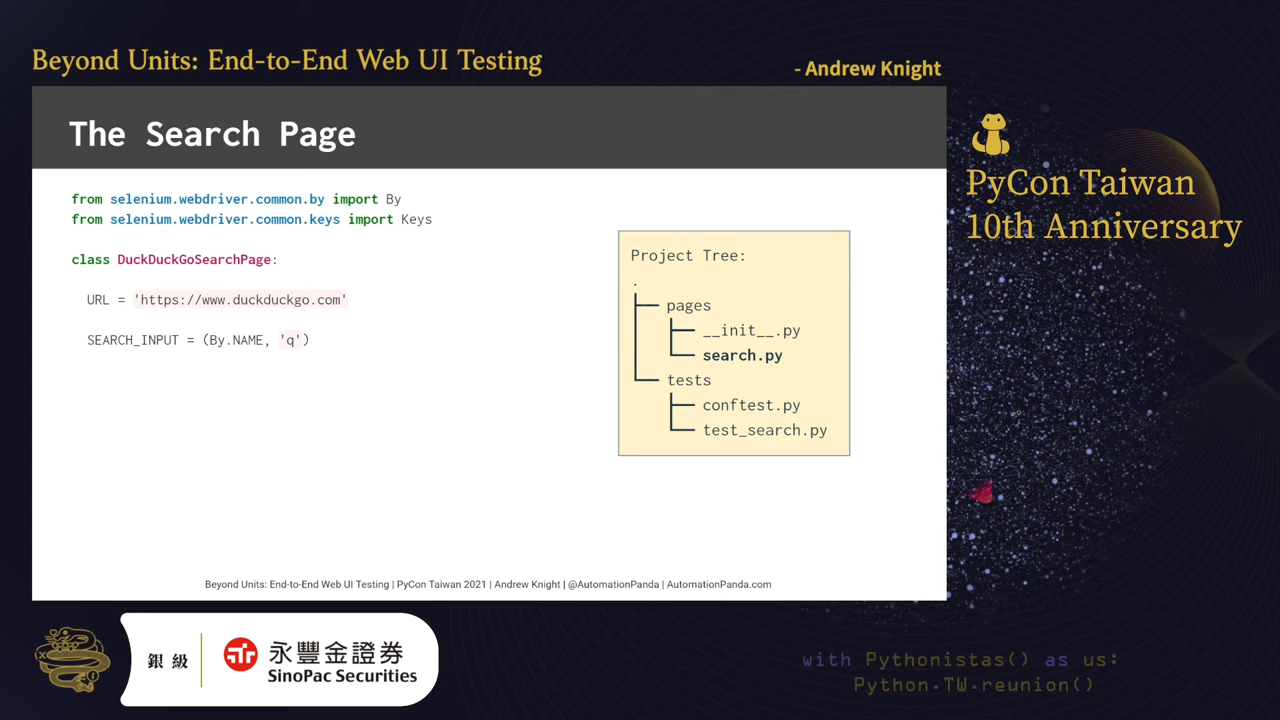 Beyond Units: End-to-End Web UI Testing
- Andrew Knight
The Search Page
from selenium.webdriver.common.by import By
from selenium.webdriver.common.keys import Keys
class DuckDuckGoSearchPage:
URL = 'https://www.duckduckgo.com'
SEARCH_INPUT = (By.NAME, 'q')
Project Tree:
.
pages
__init__.py
search.py
tests
conftest.py
test_search.py
Beyond Units: End-to-End Web UI Testing | PyCon Taiwan 2021 | Andrew Knight | @AutomationPanda | AutomationPanda.com
PyCon Taiwan
10th Anniversary
銀級
永豐金證券
SinoPac Securities
with Pythonistas() as us:
Python.TW.reunion()